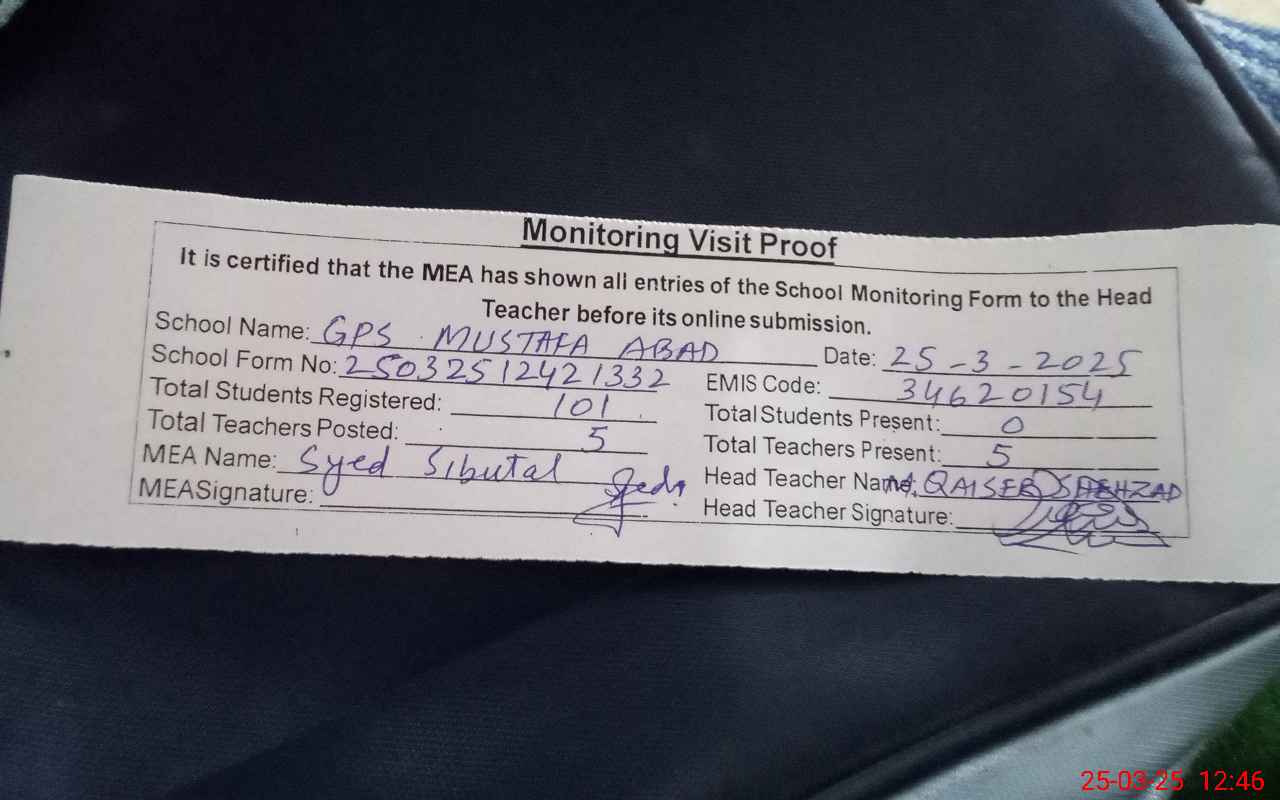 Monitoring Visit Proof
It is certified that the MEA has shown all entries of the School Monitoring Form to the Head
Teacher before its online submission.
School Name: GPS MUSTAFA ABAD Date: 25-3-2025
School Form No: 25032512421332 EMIS Code: 34620154
Total Students Registered: 101 Total Students Present: 0
Total Teachers Posted: 5 Total Teachers Present: 5
MEA Name: Syed Sibutal Head Teacher Name: M. QAISER SHEHZAD
MEASignature: Head Teacher Signature:
25-03-25 12:46